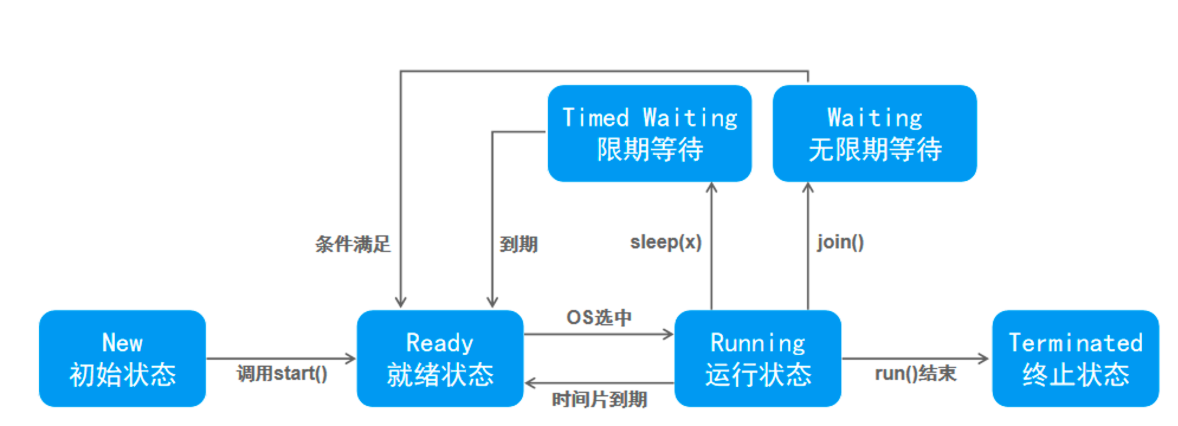 Timed Waiting
限期等待
Waiting
无限期等待
条件满足
到期
sleep(x)
join()
New
初始状态
调用start()
Ready
就绪状态
OS选中
时间片到期
Running
运行状态
run()结束
Terminated
终止状态